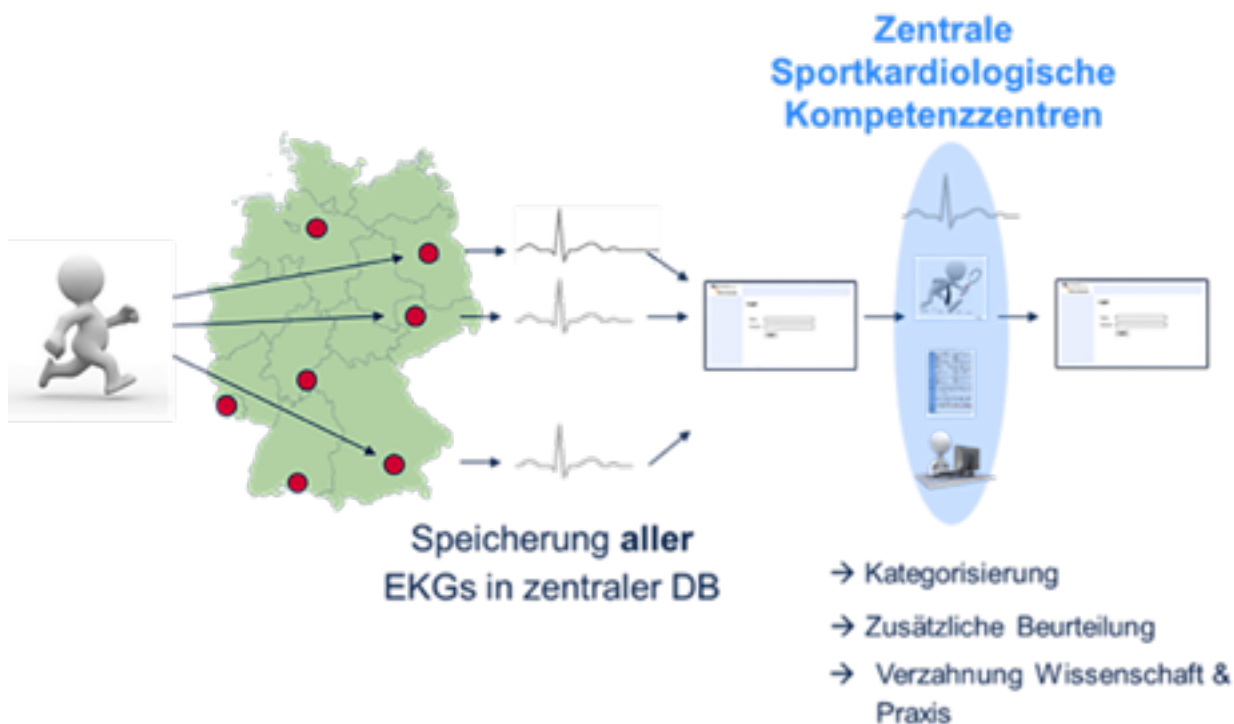 Zentrale
Sportkardiologische
Kompetenzzentren
Speicherung aller
EKGs in zentraler DB
→ Kategorisierung
→ Zusätzliche Beurteilung
→ Verzahnung Wissenschaft &
Praxis